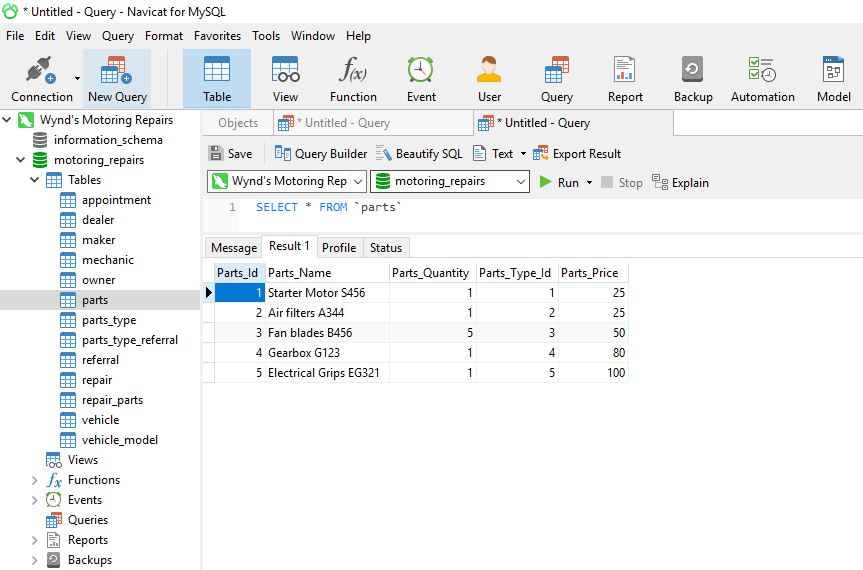 * Untitled - Query - Navicat for MySQL
File Edit View Query Format Favorites Tools Window Help
Connection New Query Table View f(x) Function Event User Query Report Backup Automation Model
Wynd's Motoring Repairs
information_schema
motoring_repairs
Tables
appointment
dealer
maker
mechanic
owner
parts
parts_type
parts_type_referral
referral
repair
repair_parts
vehicle
vehicle_model
Views
fx Functions
Events
Queries
Reports
Backups
Objects * Untitled - Query * Untitled - Query
Save Query Builder Beautify SQL Text Export Result
Wynd's Motoring Rep motoring_repairs Run Stop Explain
1 SELECT * FROM `parts`
Message Result 1 Profile Status
Parts_Id Parts_Name Parts_Quantity Parts_Type_Id Parts_Price
1 Starter Motor S456 1 1 25
2 Air filters A344 1 2 25
3 Fan blades B456 5 3 50
4 Gearbox G123 1 4 80
5 Electrical Grips EG321 1 5 100